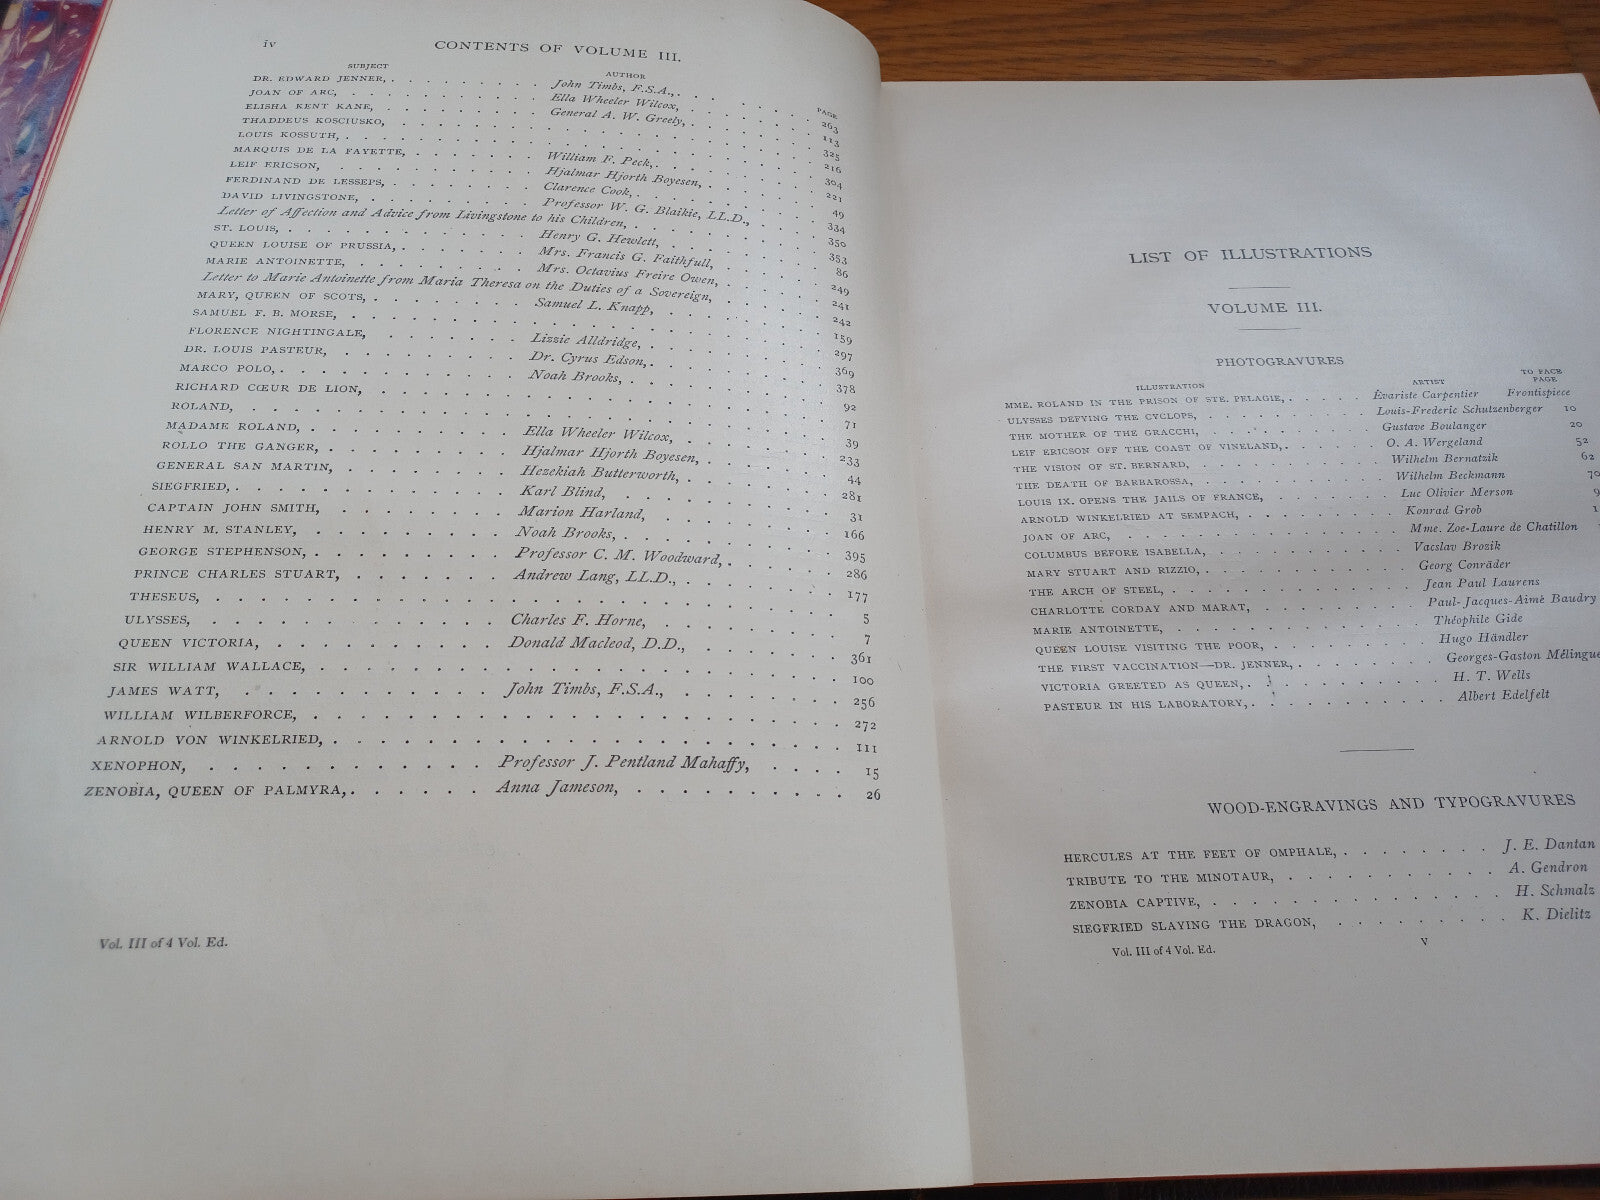 iv CONTENTS OF VOLUME III.
SUBJECT AUTHOR PAGE
DR. EDWARD JENNER, John Timbs, F.S.A., 263
JOAN OF ARC, Ella Wheeler Wilcox, 113
ELISHA KENT KANE, General A. W. Greely, 325
THADDEUS KOSCIUSKO, 216
LOUIS KOSSUTH, 304
MARQUIS DE LA FAYETTE, William F. Peck, 221
LEIF ERICSON, Hjalmar Hjorth Boyesen, 49
FERDINAND DE LESSEPS, Clarence Cook, 334
DAVID LIVINGSTONE, Professor W. G. Blaikie, LL.D., 350
Letter of Affection and Advice from Livingstone to his Children, 353
ST. LOUIS, Henry G. Hewlett, 86
QUEEN LOUISE OF PRUSSIA, Mrs. Francis G. Faithfull, 249
MARIE ANTOINETTE, Mrs. Octavius Freire Owen, 241
Letter to Marie Antoinette from Maria Theresa on the Duties of a Sovereign, 242
MARY, QUEEN OF SCOTS, Samuel L. Knapp, 159
SAMUEL F. B. MORSE, 297
FLORENCE NIGHTINGALE, Lizzie Alldridge, 369
DR. LOUIS PASTEUR, Dr. Cyrus Edson, 378
MARCO POLO, Noah Brooks, 92
RICHARD CŒUR DE LION, 71
ROLAND, 39
MADAME ROLAND, Ella Wheeler Wilcox, 233
ROLLO THE GANGER, Hjalmar Hjorth Boyesen, 44
GENERAL SAN MARTIN, Hezekiah Butterworth, 281
SIEGFRIED, Karl Blind, 31
CAPTAIN JOHN SMITH, Marion Harland, 166
HENRY M. STANLEY, Noah Brooks, 395
GEORGE STEPHENSON, Professor C. M. Woodward, 286
PRINCE CHARLES STUART, Andrew Lang, LL.D., 177
THESEUS, 5
ULYSSES, Charles F. Horne, 7
QUEEN VICTORIA, Donald Macleod, D.D., 361
SIR WILLIAM WALLACE, 100
JAMES WATT, John Timbs, F.S.A., 256
WILLIAM WILBERFORCE, 272
ARNOLD VON WINKELRIED, 111
XENOPHON, Professor J. Pentland Mahaffy, 15
ZENOBIA, QUEEN OF PALMYRA, Anna Jameson, 26
Vol. III of 4 Vol. Ed.
LIST OF ILLUSTRATIONS
VOLUME III.
PHOTOGRAVURES
ILLUSTRATION ARTIST TO FACE PAGE
MME. ROLAND IN THE PRISON OF STE. PELAGIE, Évariste Carpentier Frontispiece
ULYSSES DEFYING THE CYCLOPS, Louis-Frederic Schutzenberger 10
THE MOTHER OF THE GRACCHI, Gustave Boulanger 20
LEIF ERICSON OFF THE COAST OF VINELAND, O. A. Wergeland 52
THE VISION OF ST. BERNARD, Wilhelm Bernatzik 62
THE DEATH OF BARBAROSSA, Wilhelm Beckmann 70
LOUIS IX. OPENS THE JAILS OF FRANCE, Luc Olivier Merson 9
ARNOLD WINKELRIED AT SEMPACH, Konrad Grob 1
JOAN OF ARC, Mme. Zoe-Laure de Chatillon
COLUMBUS BEFORE ISABELLA, Vacslav Brozik
MARY STUART AND RIZZIO, Georg Conräder
THE ARCH OF STEEL, Jean Paul Laurens
CHARLOTTE CORDAY AND MARAT, Paul-Jacques-Aimé Baudry
MARIE ANTOINETTE, Théophile Gide
QUEEN LOUISE VISITING THE POOR, Hugo Händler
THE FIRST VACCINATION—DR. JENNER, Georges-Gaston Mélingue
VICTORIA GREETED AS QUEEN, H. T. Wells
PASTEUR IN HIS LABORATORY, Albert Edelfelt
WOOD-ENGRAVINGS AND TYPOGRAVURES
HERCULES AT THE FEET OF OMPHALE, J. E. Dantan
TRIBUTE TO THE MINOTAUR, A. Gendron
ZENOBIA CAPTIVE, H. Schmalz
SIEGFRIED SLAYING THE DRAGON, K. Dielitz
Vol. III of 4 Vol. Ed. V